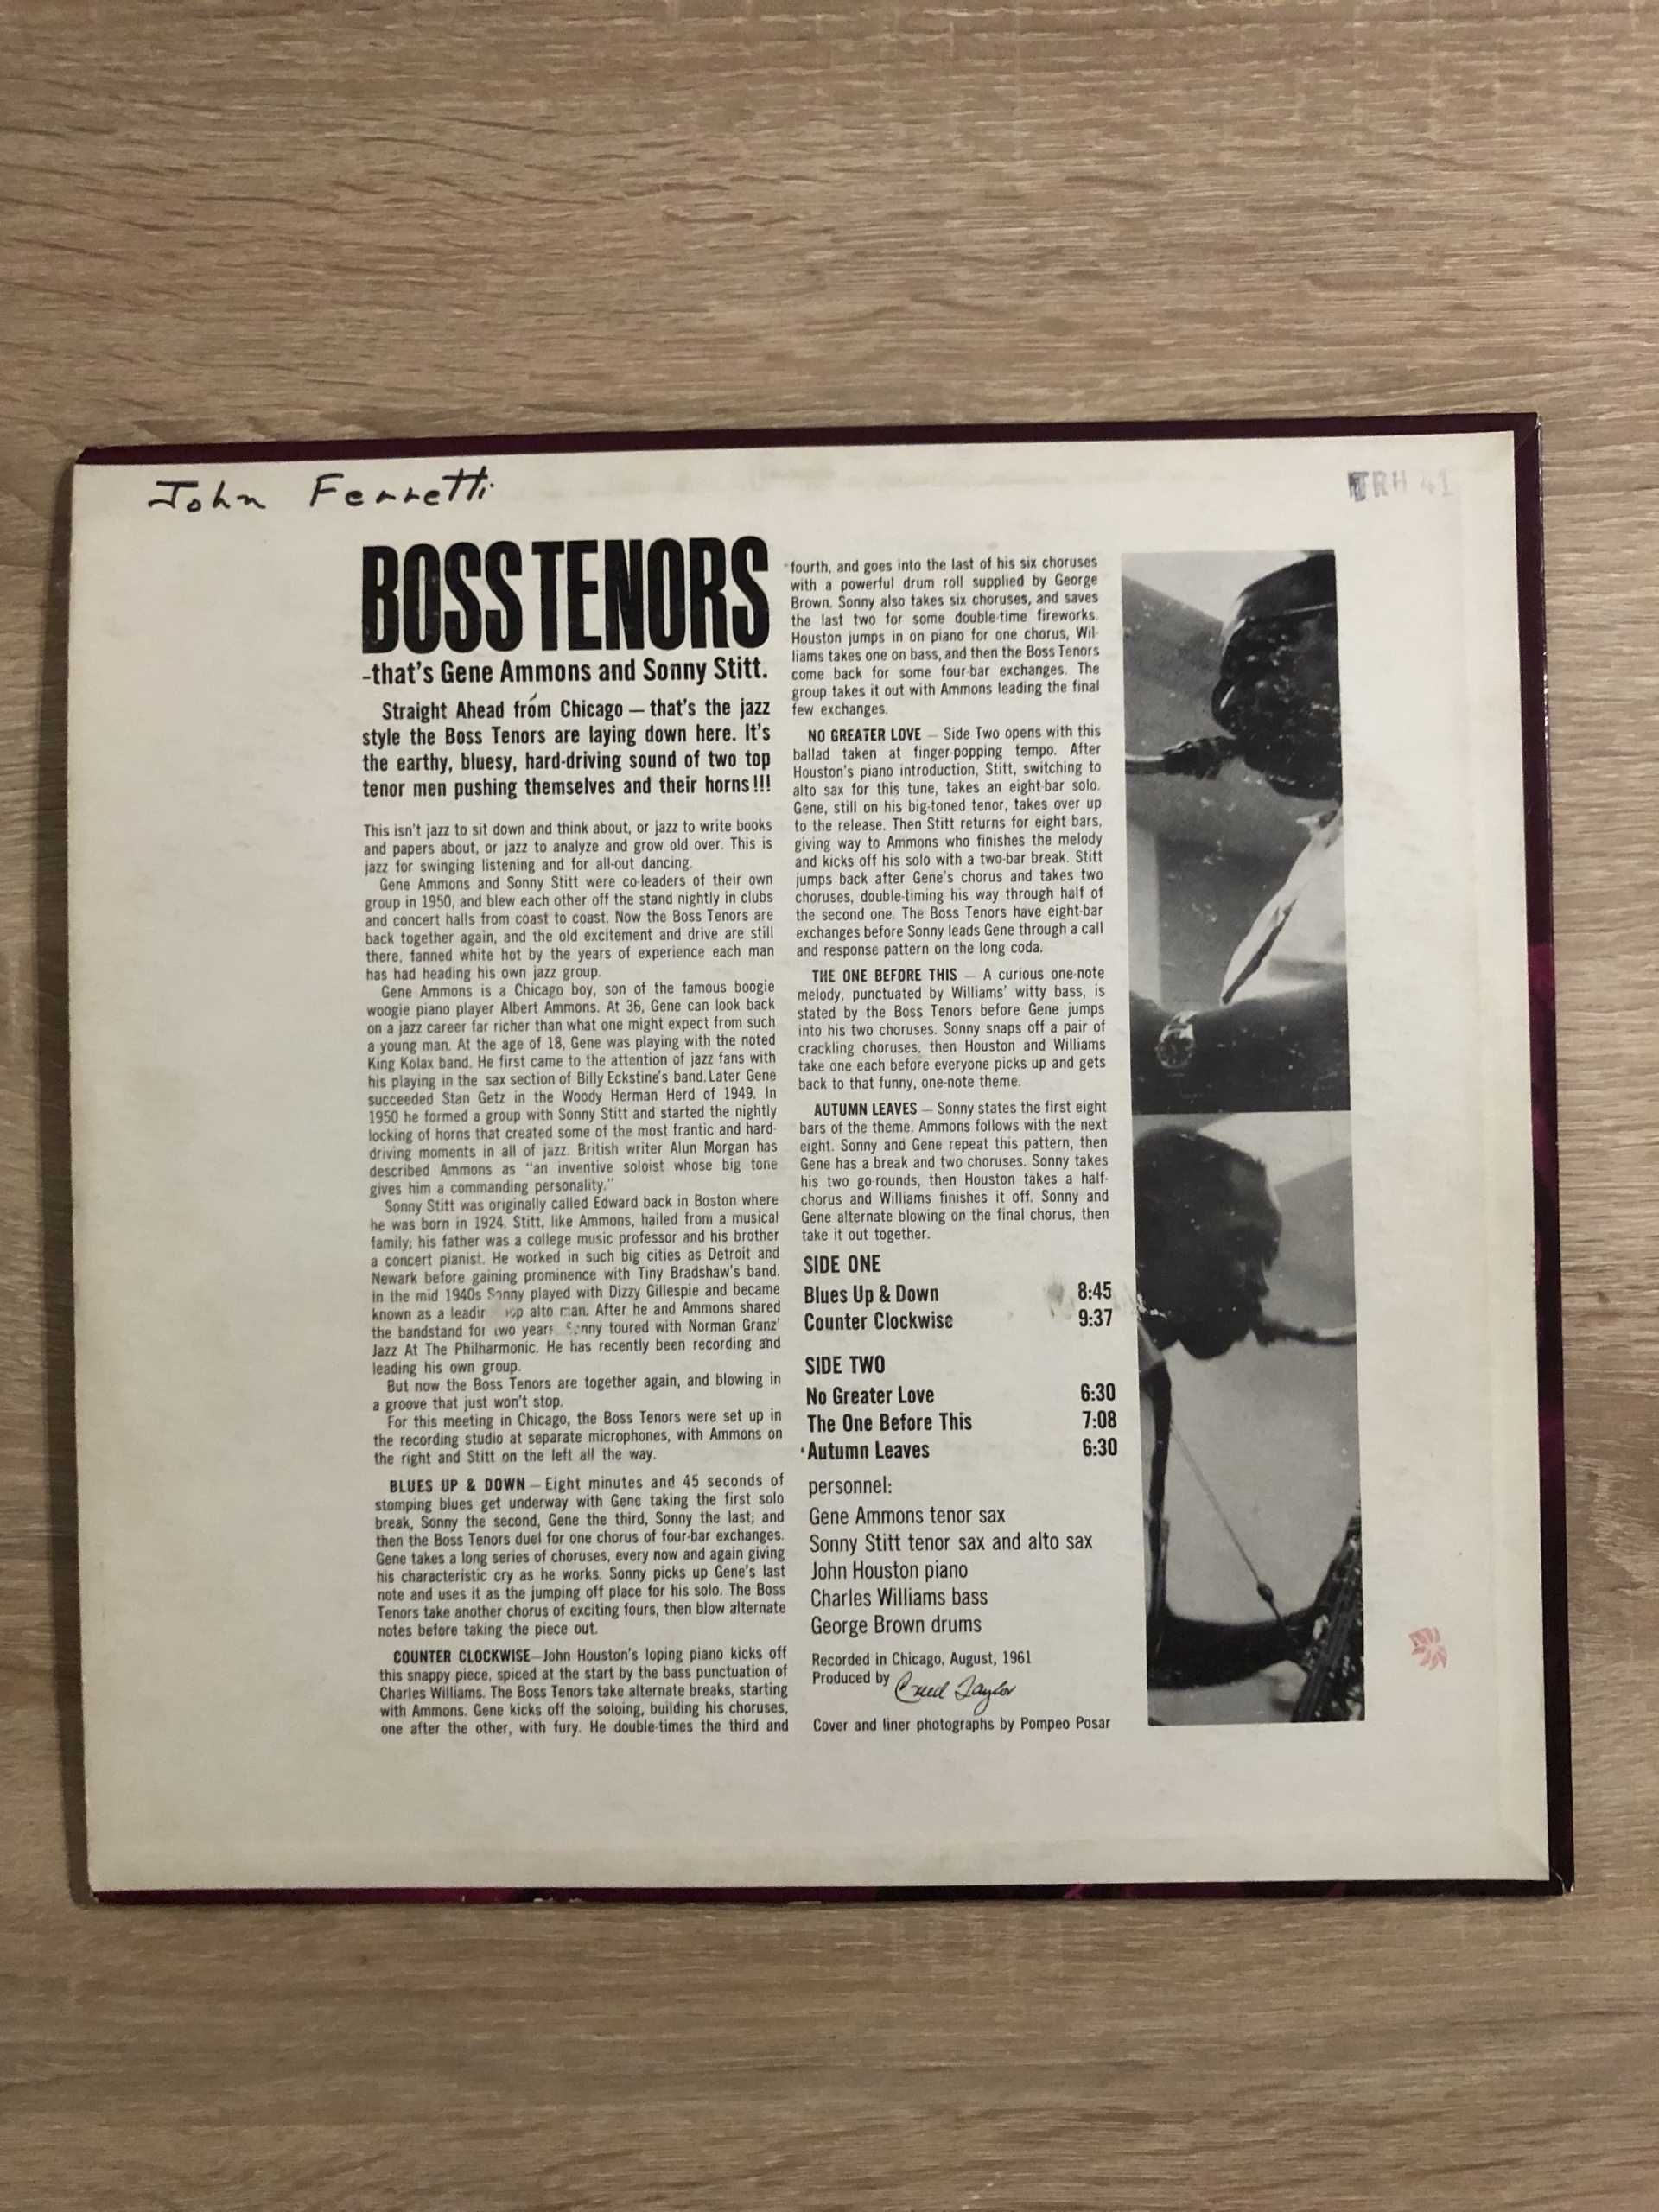 John Ferretti
TRH 41
BOSS TENORS
-that's Gene Ammons and Sonny Stitt.
Straight Ahead from Chicago — that's the jazz
style the Boss Tenors are laying down here. It's
the earthy, bluesy, hard-driving sound of two top
tenor men pushing themselves and their horns!!!
This isn't jazz to sit down and think about, or jazz to write books
and papers about, or jazz to analyze and grow old over. This is
jazz for swinging listening and for all-out dancing.
Gene Ammons and Sonny Stitt were co-leaders of their own
group in 1950, and blew each other off the stand nightly in clubs
and concert halls from coast to coast. Now the Boss Tenors are
back together again, and the old excitement and drive are still
there, fanned white hot by the years of experience each man
has had heading his own jazz group.
Gene Ammons is a Chicago boy, son of the famous boogie
woogie piano player Albert Ammons. At 36, Gene can look back
on a jazz career far richer than what one might expect from such
a young man. At the age of 18, Gene was playing with the noted
King Kolax band. He first came to the attention of jazz fans with
his playing in the sax section of Billy Eckstine's band. Later Gene
succeeded Stan Getz in the Woody Herman Herd of 1949. In
1950 he formed a group with Sonny Stitt and started the nightly
locking of horns that created some of the most frantic and hard-
driving moments in all of jazz. British writer Alun Morgan has
described Ammons as "an inventive soloist whose big tone
gives him a commanding personality."
Sonny Stitt was originally called Edward back in Boston where
he was born in 1924. Stitt, like Ammons, hailed from a musical
family; his father was a college music professor and his brother
a concert pianist. He worked in such big cities as Detroit and
Newark before gaining prominence with Tiny Bradshaw's band.
In the mid 1940s Sonny played with Dizzy Gillespie and became
known as a alto man. After he and Ammons shared
the bandstand for two years Sonny toured with Norman Granz'
Jazz At The Philharmonic. He has recently been recording and
leading his own group.
But now the Boss Tenors are together again, and blowing in
a groove that just won't stop.
For this meeting in Chicago, the Boss Tenors were set up in
the recording studio at separate microphones, with Ammons on
the right and Stitt on the left all the way.
BLUES UP & DOWN — Eight minutes and 45 seconds of
stomping blues get underway with Gene taking the first solo
break, Sonny the second, Gene the third, Sonny the last; and
then the Boss Tenors duel for one chorus of four-bar exchanges.
Gene takes a long series of choruses, every now and again giving
his characteristic cry as he works. Sonny picks up Gene's last
note and uses it as the jumping off place for his solo. The Boss
Tenors take another chorus of exciting fours, then blow alternate
notes before taking the piece out.
COUNTER CLOCKWISE—John Houston's loping piano kicks off
this snappy piece, spiced at the start by the bass punctuation of
Charles Williams. The Boss Tenors take alternate breaks, starting
with Ammons. Gene kicks off the soloing, building his choruses,
one after the other, with fury. He double-times the third and
fourth, and goes into the last of his six choruses
with a powerful drum roll supplied by George
Brown. Sonny also takes six choruses, and saves
the last two for some double-time fireworks.
Houston jumps in on piano for one chorus, Wil-
liams takes one on bass, and then the Boss Tenors
come back for some four-bar exchanges. The
group takes it out with Ammons leading the final
few exchanges.
NO GREATER LOVE — Side Two opens with this
ballad taken at finger-popping tempo. After
Houston's piano introduction, Stitt, switching to
alto sax for this tune, takes an eight-bar solo.
Gene, still on his big-toned tenor, takes over up
to the release. Then Stitt returns for eight bars,
giving way to Ammons who finishes the melody
and kicks off his solo with a two-bar break. Stitt
jumps back after Gene's chorus and takes two
choruses, double-timing his way through half of
the second one. The Boss Tenors have eight-bar
exchanges before Sonny leads Gene through a call
and response pattern on the long coda.
THE ONE BEFORE THIS — A curious one-note
melody, punctuated by Williams' witty bass, is
stated by the Boss Tenors before Gene jumps
into his two choruses. Sonny snaps off a pair of
crackling choruses, then Houston and Williams
take one each before everyone picks up and gets
back to that funny, one-note theme.
AUTUMN LEAVES — Sonny states the first eight
bars of the theme. Ammons follows with the next
eight. Sonny and Gene repeat this pattern, then
Gene has a break and two choruses. Sonny takes
his two go-rounds, then Houston takes a half-
chorus and Williams finishes it off. Sonny and
Gene alternate blowing on the final chorus, then
take it out together.
SIDE ONE
Blues Up & Down 8:45
Counter Clockwise 9:37
SIDE TWO
No Greater Love 6:30
The One Before This 7:08
Autumn Leaves 6:30
personnel:
Gene Ammons tenor sax
Sonny Stitt tenor sax and alto sax
John Houston piano
Charles Williams bass
George Brown drums
Recorded in Chicago, August, 1961
Produced by Creed Taylor
Cover and liner photographs by Pompeo Posar